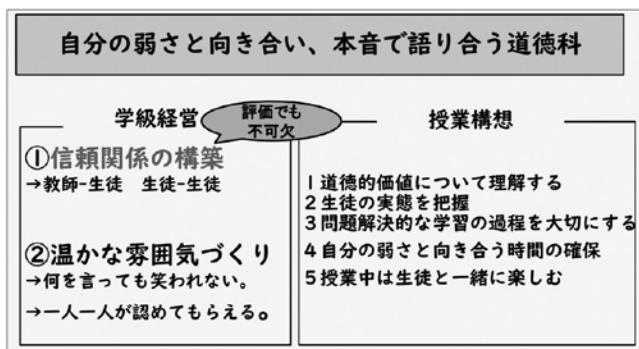 自分の弱さと向き合い、本音で語り合う道徳科
学級経営
評価でも
不可欠
①信頼関係の構築
→教師-生徒　生徒-生徒
②温かな雰囲気づくり
→何を言っても笑われない。
→一人一人が認めてもらえる。
授業構想
1 道徳的価値について理解する
2 生徒の実態を把握
3 問題解決的な学習の過程を大切にする
4 自分の弱さと向き合う時間の確保
5 授業中は生徒と一緒に楽しむ